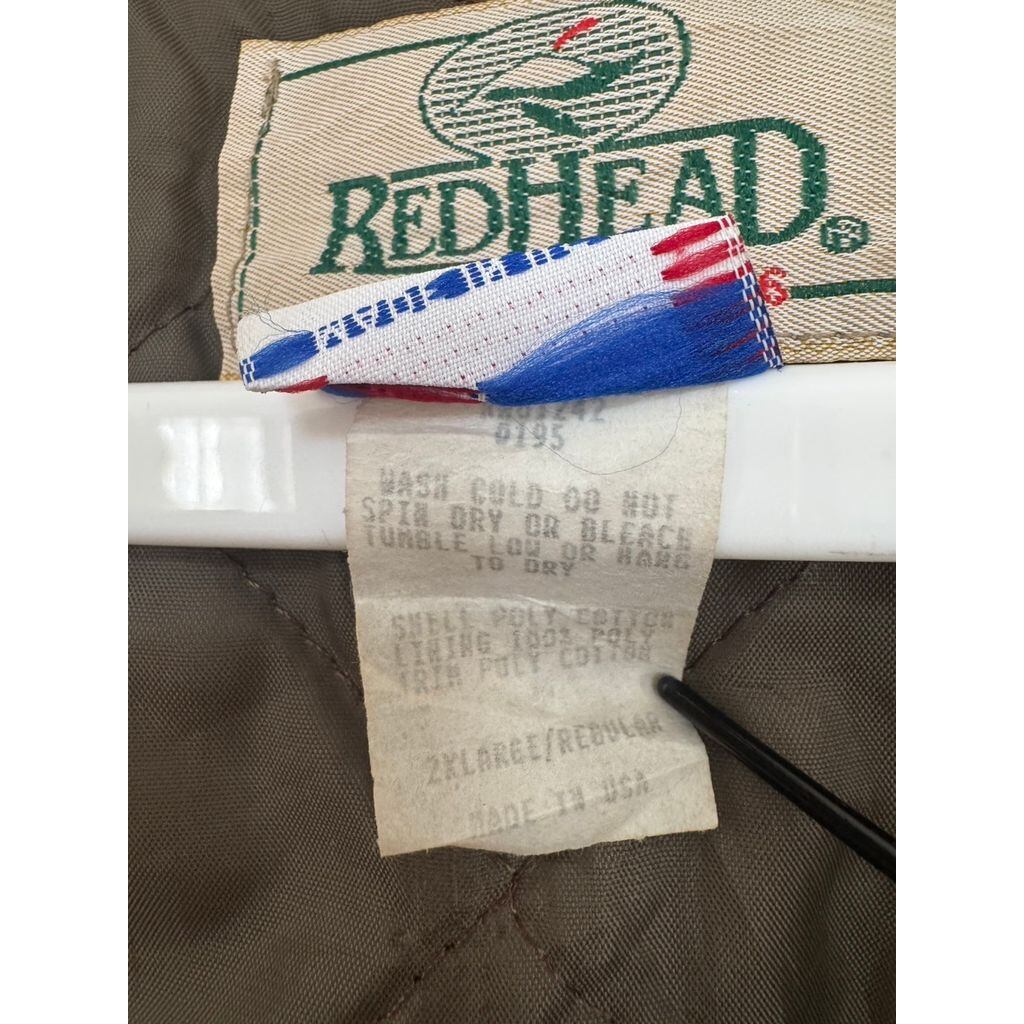 REDHEAD®
0195
WASH COLD DO NOT
SPIN DRY OR BLEACH
TUMBLE LOW OR HANG
TO DRY
SHELL POLY COTTON
LINING 100% POLY
TRIM POLY COTTON
2XLARGE/REGULAR
MADE IN USA